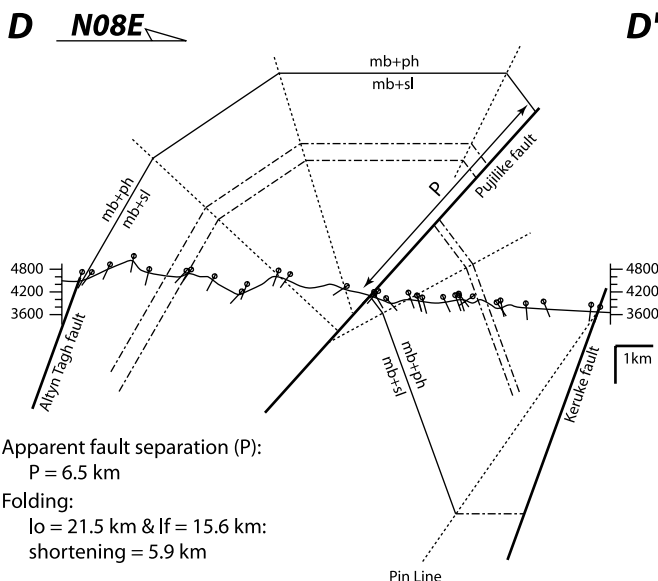 D N08E D'
mb+ph
mb+sl
mb+ph
mb+sl
P
Pujilike fault
4800
4200
3600
4800
4200
3600
Altyn Tagh fault
mb+ph
mb+sl
Keruke fault
1km
Apparent fault separation (P):
P = 6.5 km
Folding:
lo = 21.5 km & lf = 15.6 km:
shortening = 5.9 km
Pin Line